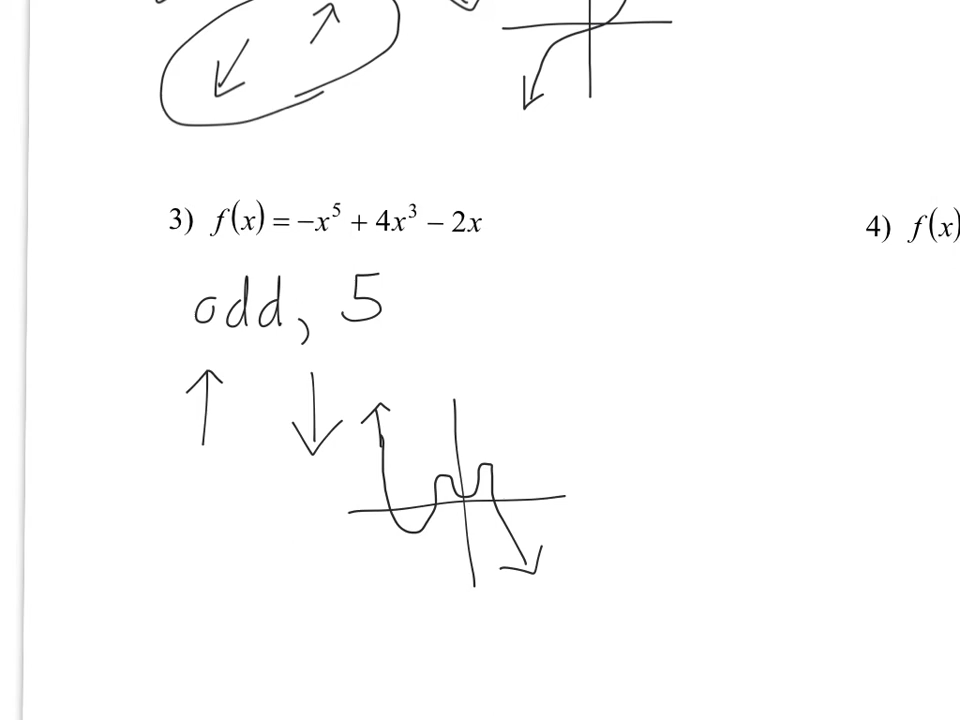 3) f(x) = −x⁵ + 4x³ − 2x
4) f(x)
odd, 5